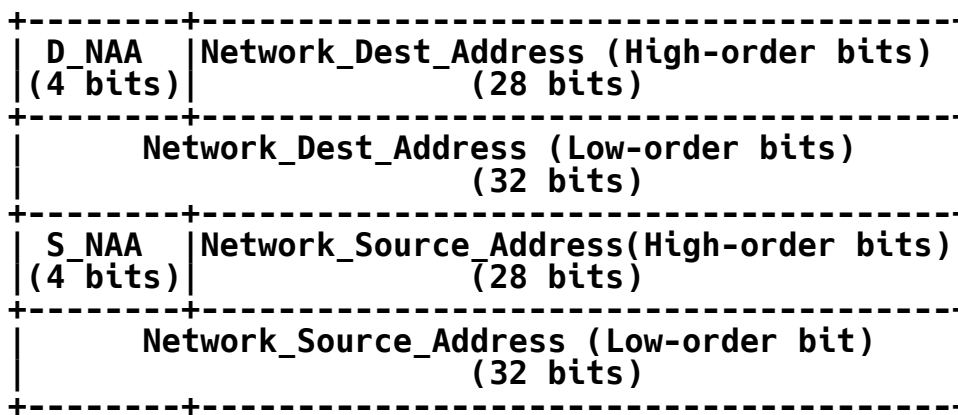 +--------+----------------------------------------
| D_NAA |Network_Dest_Address (High-order bits)
|(4 bits)| (28 bits)
+--------+----------------------------------------
| Network_Dest_Address (Low-order bits)
| (32 bits)
+--------+----------------------------------------
| S_NAA |Network_Source_Address(High-order bits)
|(4 bits)| (28 bits)
+--------+----------------------------------------
| Network_Source_Address (Low-order bit)
| (32 bits)
+--------+----------------------------------------